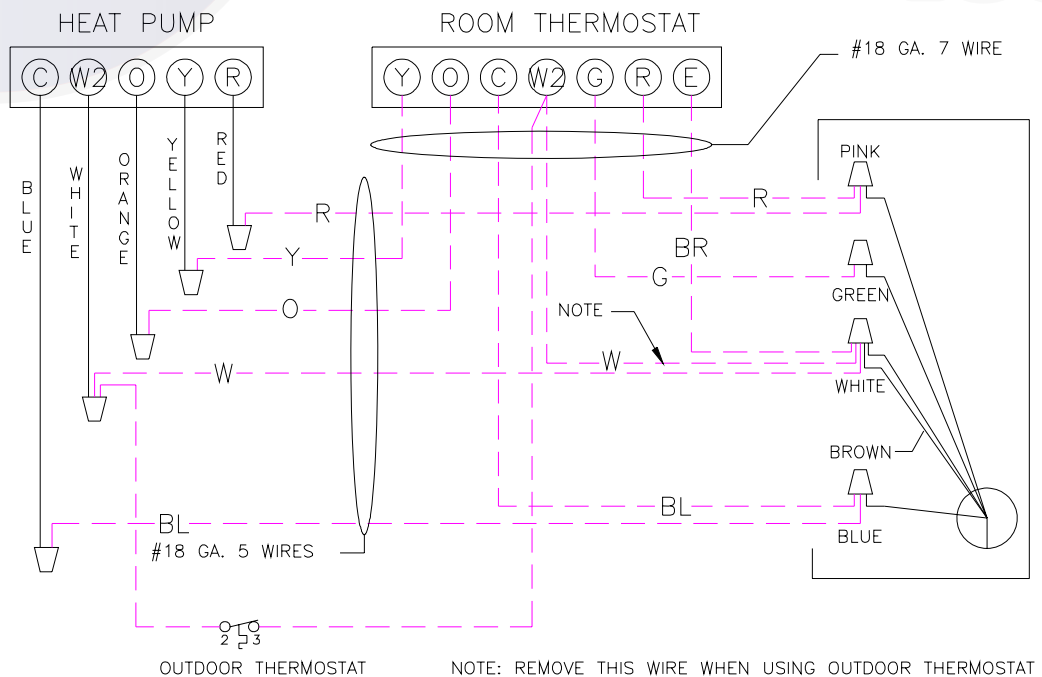 HEAT PUMP
ROOM THERMOSTAT
#18 GA. 7 WIRE
C W2 O Y R
Y O C W2 G R E
BLUE
WHITE
ORANGE
YELLOW
RED
PINK
R
R
BR
Y
G
GREEN
O
NOTE
W
W
WHITE
BROWN
BL
BL
BLUE
#18 GA. 5 WIRES
2 3
OUTDOOR THERMOSTAT
NOTE: REMOVE THIS WIRE WHEN USING OUTDOOR THERMOSTAT